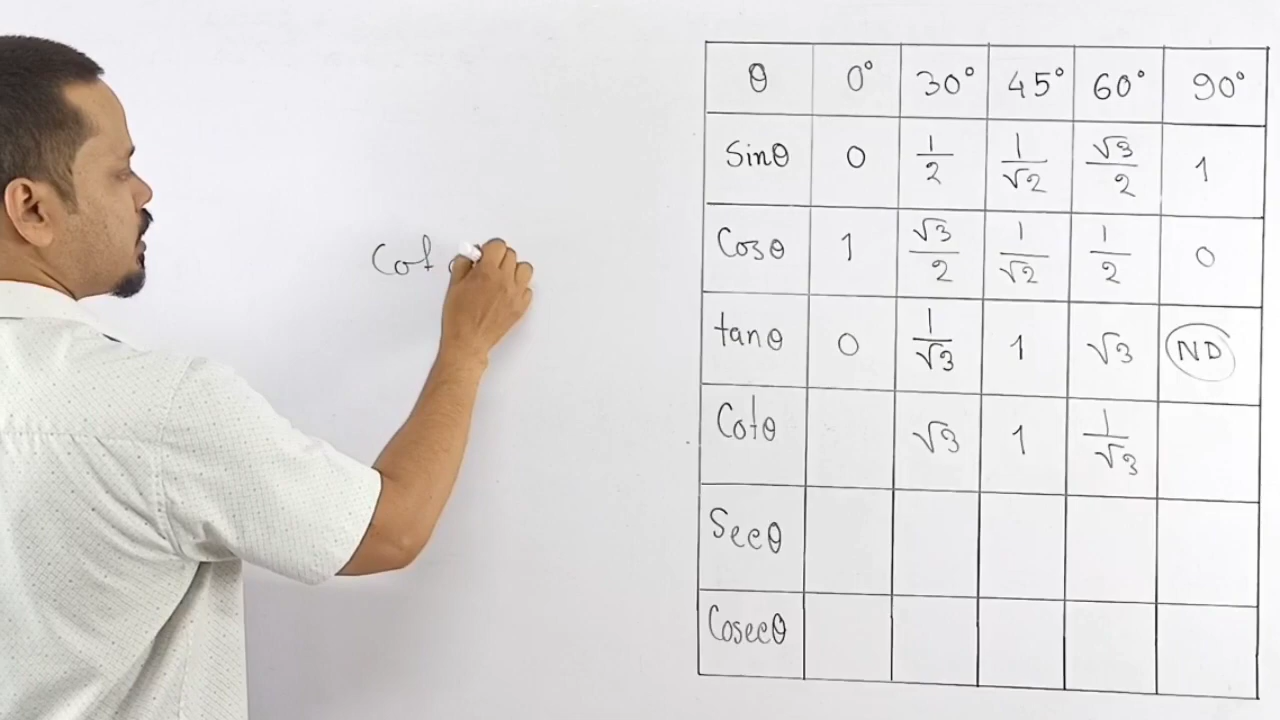 Cot
θ 0° 30° 45° 60° 90°
Sinθ 0 1/2 1/√2 √3/2 1
Cosθ 1 √3/2 1/√2 1/2 0
tanθ 0 1/√3 1 √3 ND
Cotθ √3 1 1/√3
Secθ
Cosecθ